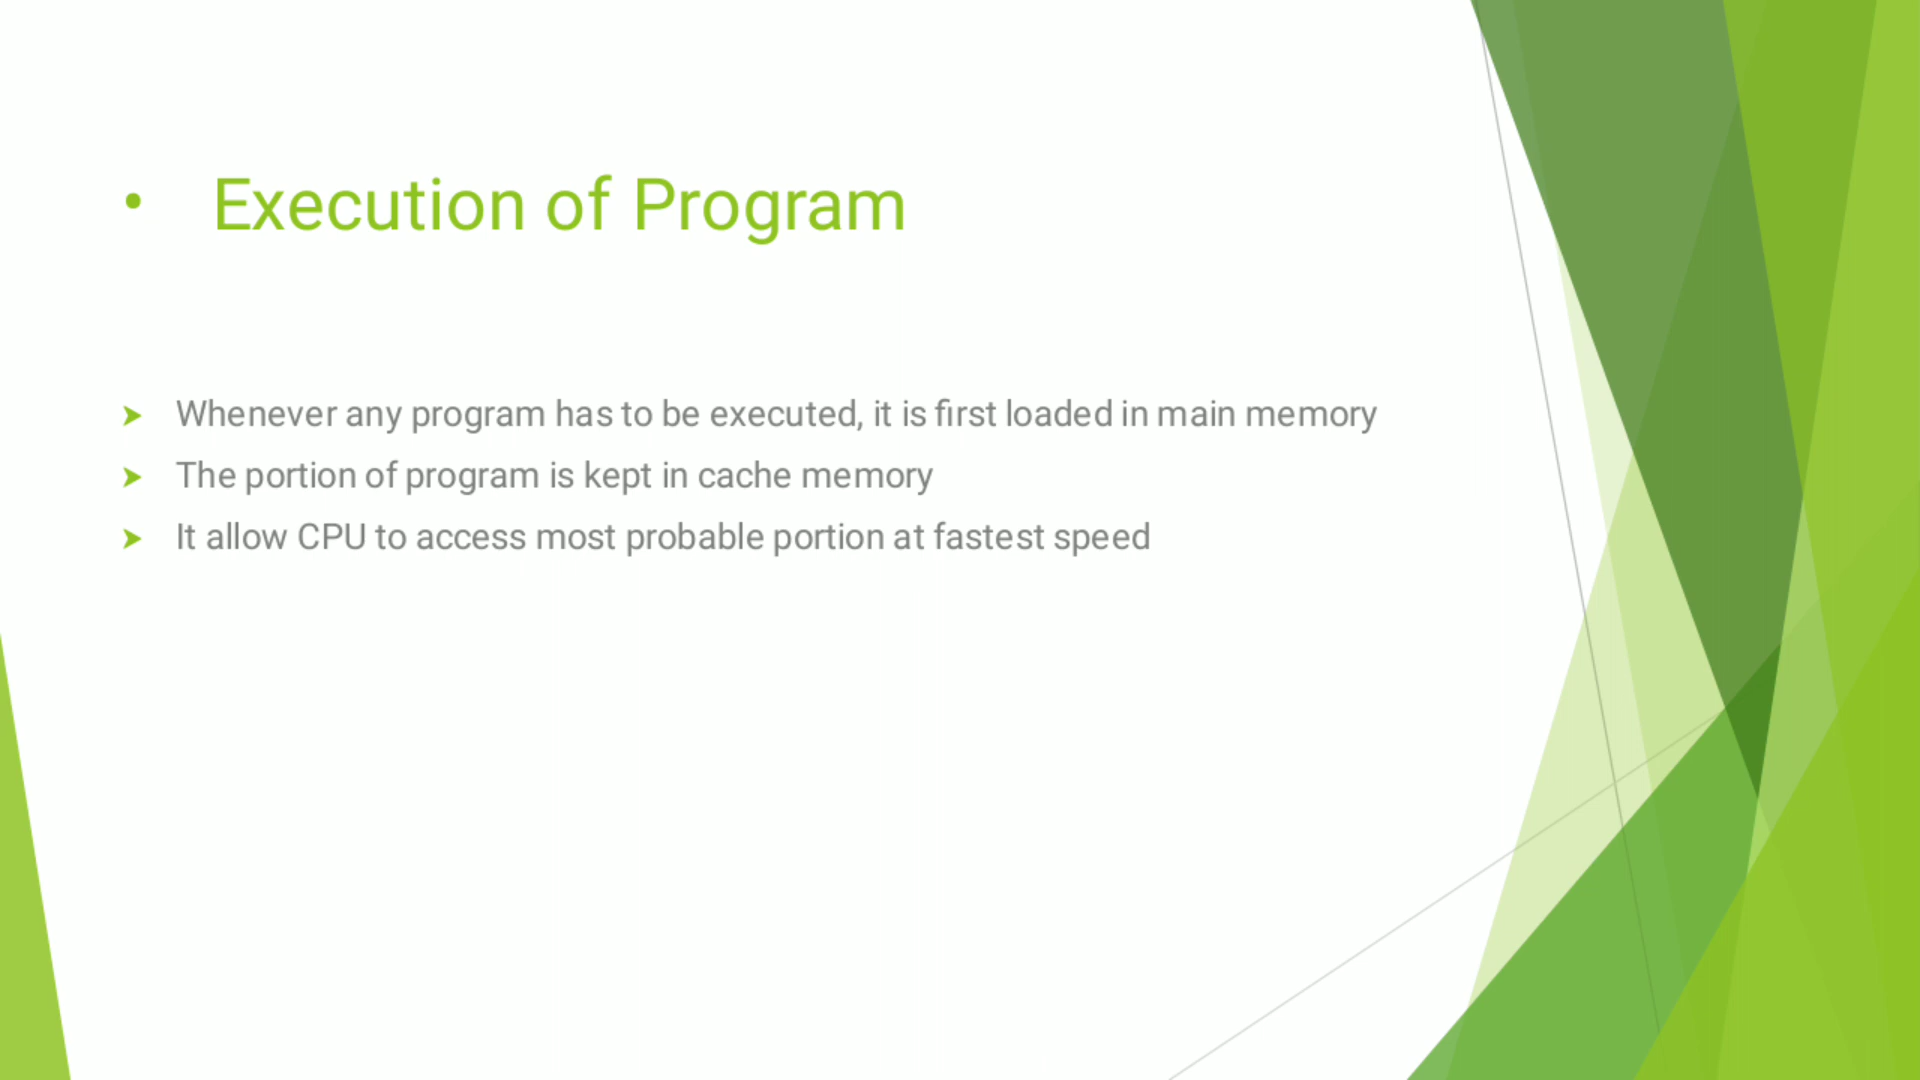 • Execution of Program
➤ Whenever any program has to be executed, it is first loaded in main memory
➤ The portion of program is kept in cache memory
➤ It allow CPU to access most probable portion at fastest speed